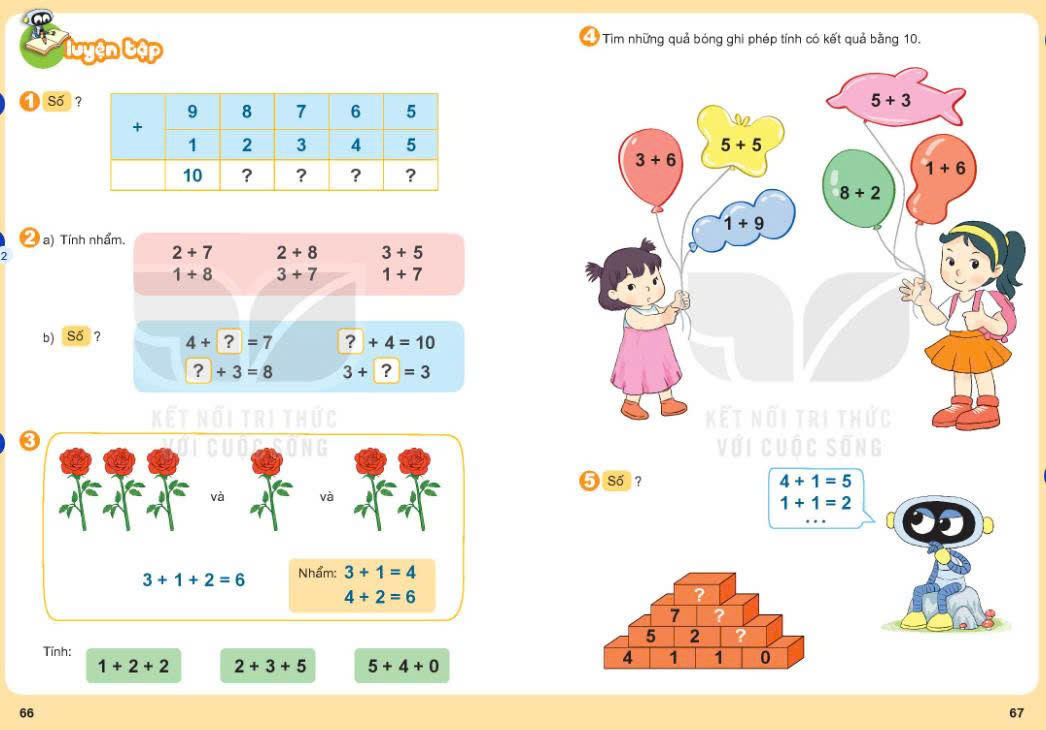 luyện tập
1 Số ?
+ 9 8 7 6 5
1 2 3 4 5
10 ? ? ? ?
2 a) Tính nhẩm.
2 + 7 2 + 8 3 + 5
1 + 8 3 + 7 1 + 7
b) Số ?
4 + ? = 7 ? + 4 = 10
? + 3 = 8 3 + ? = 3
KẾT NỐI TRI THỨC
VỚI CUỘC SỐNG
3
và và
3 + 1 + 2 = 6
Nhẩm: 3 + 1 = 4
4 + 2 = 6
Tính:
1 + 2 + 2 2 + 3 + 5 5 + 4 + 0
66
2
4 Tìm những quả bóng ghi phép tính có kết quả bằng 10.
3 + 6
5 + 5
1 + 9
5 + 3
8 + 2
1 + 6
KẾT NỐI TRI THỨC
VỚI CUỘC SỐNG
5 Số ?
4 + 1 = 5
1 + 1 = 2
...
?
7 ?
5 2 ?
4 1 1 0
67